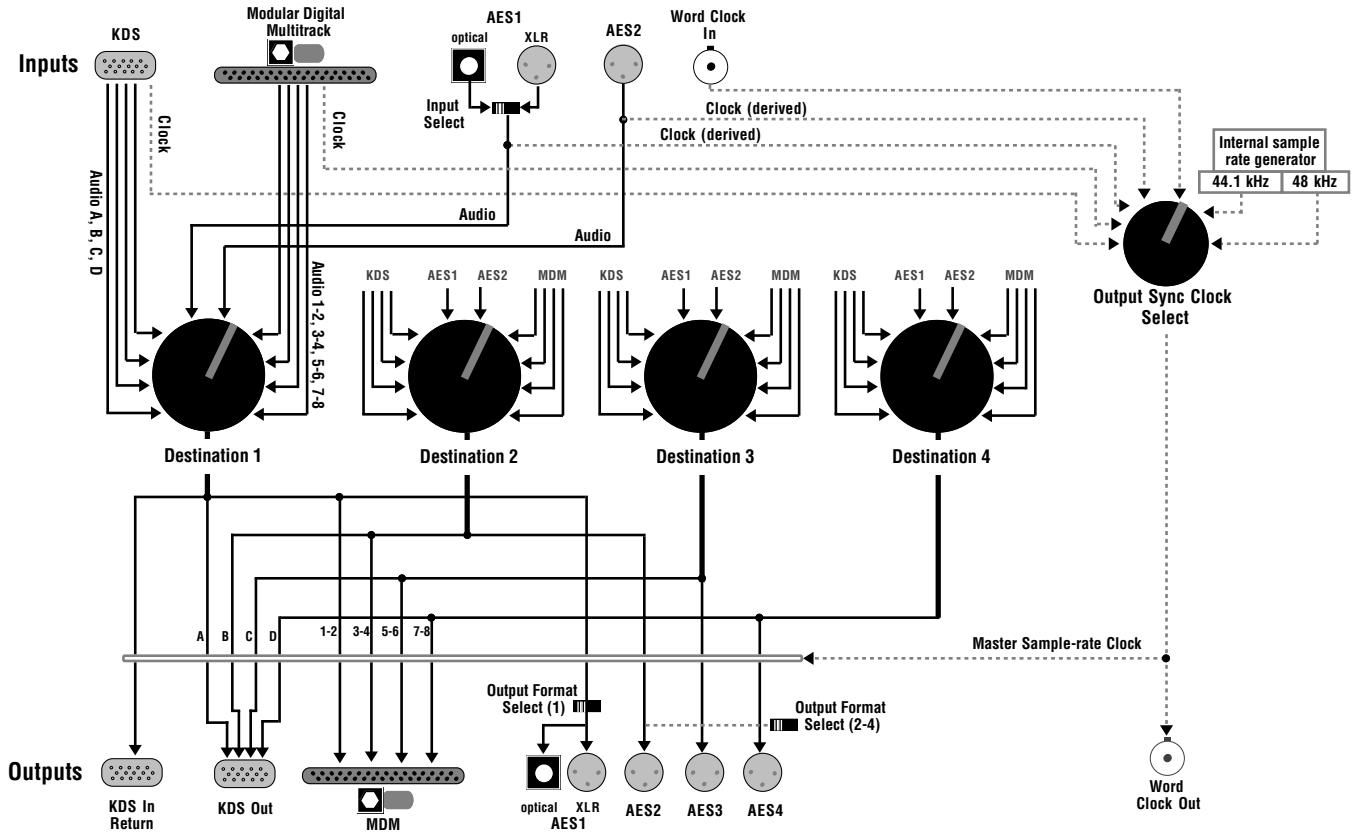 Inputs
KDS
Modular Digital
Multitrack
AES1
optical
XLR
AES2
Word Clock
In
Input
Select
Clock
Clock
Clock (derived)
Clock (derived)
Internal sample
rate generator
44.1 kHz
48 kHz
Audio A, B, C, D
Audio
Audio
Audio 1-2, 3-4, 5-6, 7-8
Output Sync Clock
Select
KDS
AES1
AES2
MDM
KDS
AES1
AES2
MDM
KDS
AES1
AES2
MDM
Destination 1
Destination 2
Destination 3
Destination 4
A
B
C
D
1-2
3-4
5-6
7-8
Master Sample-rate Clock
Output Format
Select (1)
Output Format
Select (2-4)
Outputs
KDS In
Return
KDS Out
MDM
optical
XLR
AES1
AES2
AES3
AES4
Word
Clock Out